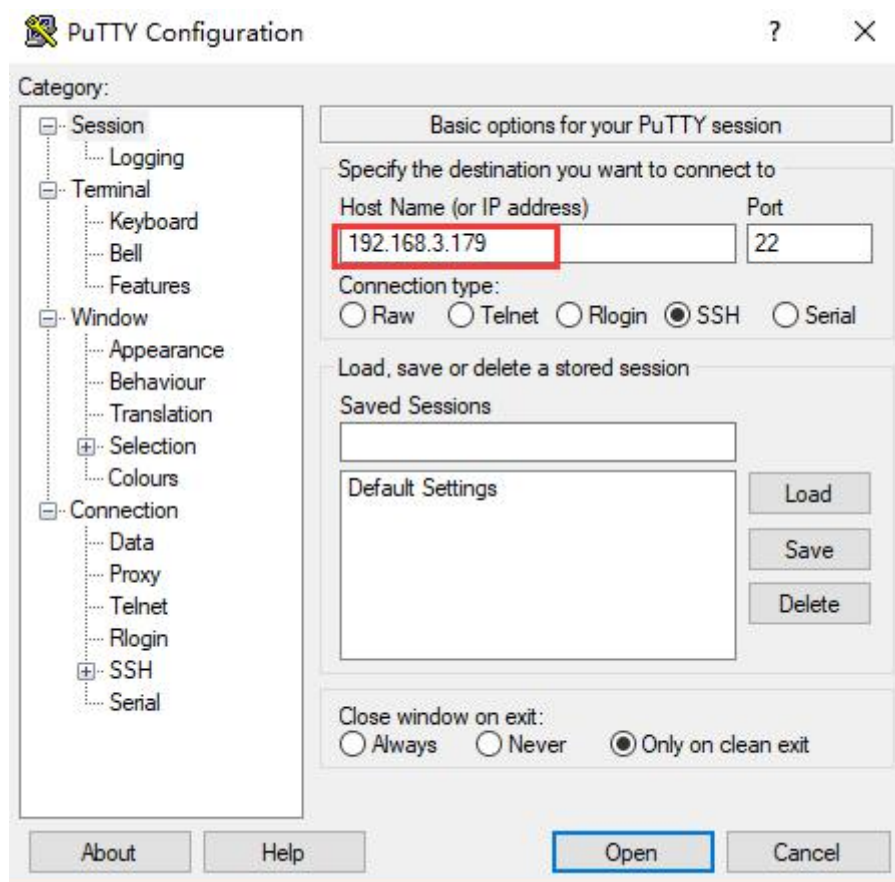 PuTTY Configuration ? ×
Category:
Session
Logging
Terminal
Keyboard
Bell
Features
Window
Appearance
Behaviour
Translation
Selection
Colours
Connection
Data
Proxy
Telnet
Rlogin
SSH
Serial
Basic options for your PuTTY session
Specify the destination you want to connect to
Host Name (or IP address) Port
192.168.3.179 22
Connection type:
Raw Telnet Rlogin SSH Serial
Load, save or delete a stored session
Saved Sessions
Default Settings
Load
Save
Delete
Close window on exit:
Always Never Only on clean exit
About Help Open Cancel